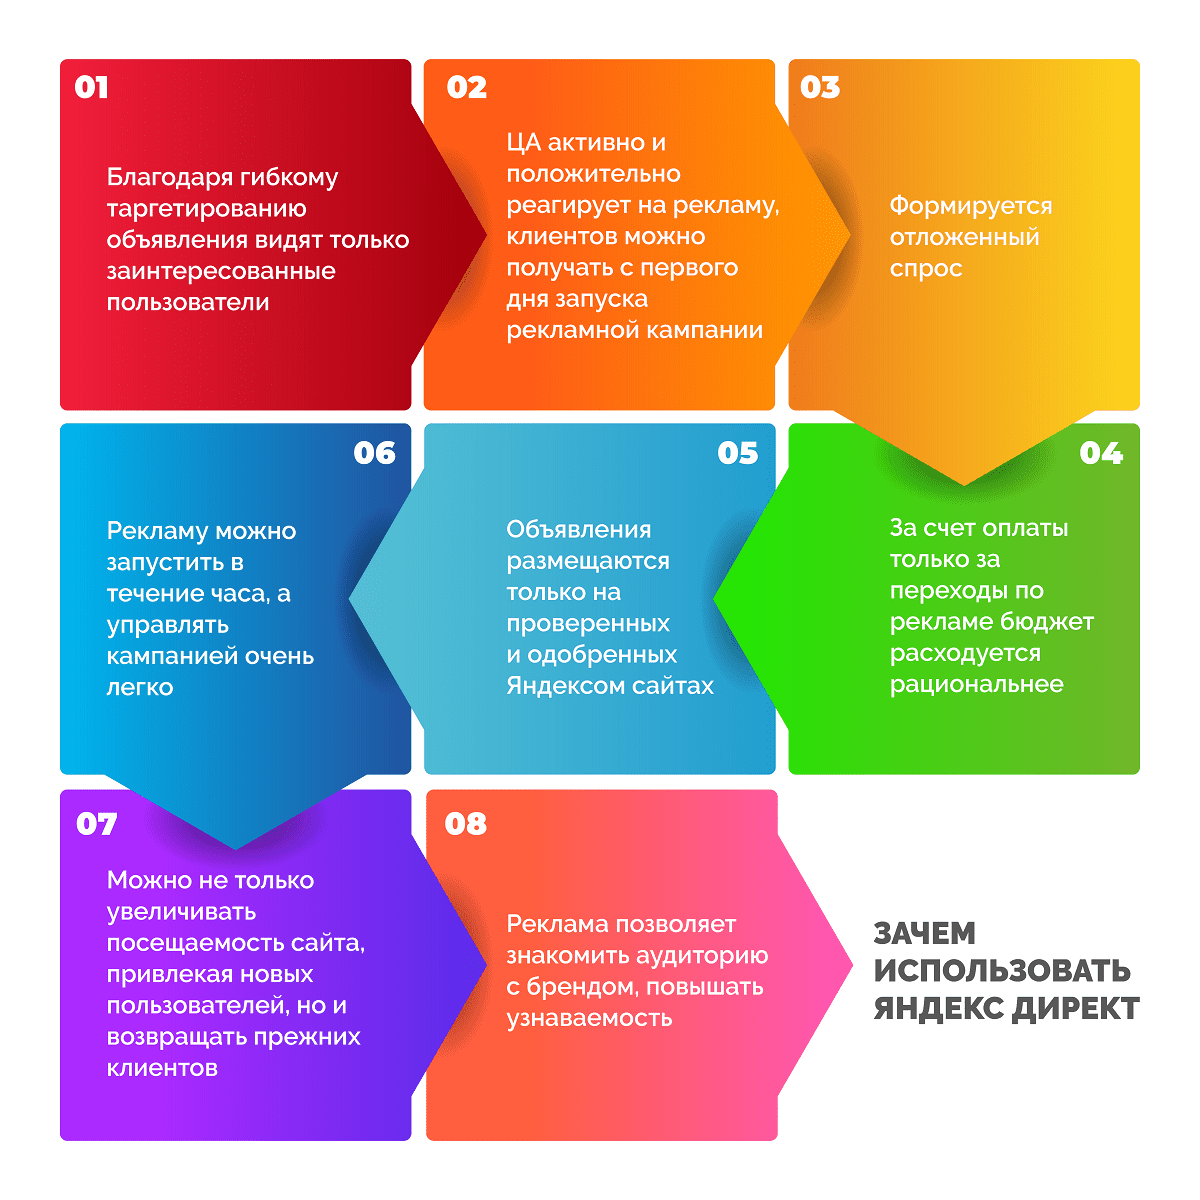 01
Благодаря гибкому
таргетированию
объявления видят только
заинтересованные
пользователи
02
ЦА активно и
положительно
реагирует на рекламу,
клиентов можно
получать с первого
дня запуска
рекламной кампании
03
Формируется
отложенный
спрос
04
За счет оплаты
только за
переходы по
рекламе бюджет
расходуется
рациональнее
05
Объявления
размещаются
только на
проверенных
и одобренных
Яндексом сайтах
06
Рекламу можно
запустить в
течение часа, а
управлять
кампанией очень
легко
07
Можно не только
увеличивать
посещаемость сайта,
привлекая новых
пользователей, но и
возвращать прежних
клиентов
08
Реклама позволяет
знакомить аудиторию
с брендом, повышать
узнаваемость
ЗАЧЕМ
ИСПОЛЬЗОВАТЬ
ЯНДЕКС ДИРЕКТ